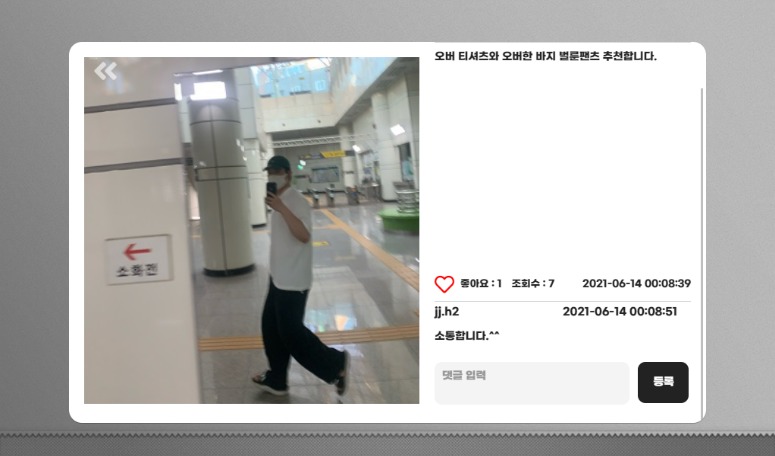 오버 티셔츠와 오버한 바지 벌룬팬츠 추천합니다.
소화전
좋아요 : 1 조회수 : 7 2021-06-14 00:08:39
jj.h2 2021-06-14 00:08:51
소통합니다.^^
댓글 입력
등록